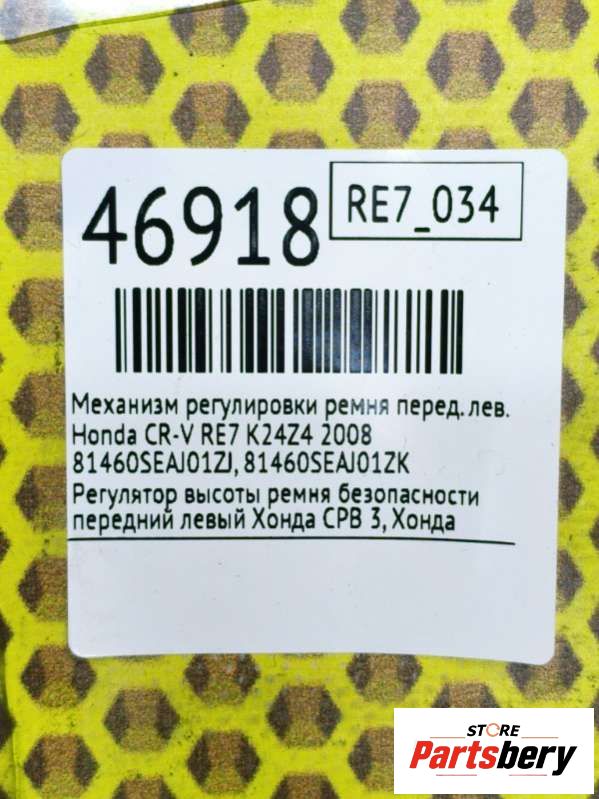 46918
RE7_034
Механизм регулировки ремня перед. лев.
Honda CR-V RE7 K24Z4 2008
81460SEAJ01ZJ, 81460SEAJ01ZK
Регулятор высоты ремня безопасности
передний левый Хонда СРВ 3, Хонда
STORE
Partsbery